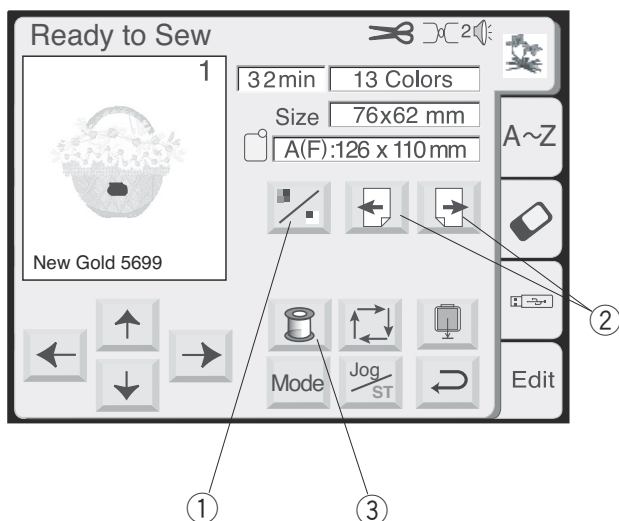 Ready to Sew
2
1
32min
13 Colors
Size
76x62 mm
A(F):126 x 110mm
A~Z
New Gold 5699
②
Mode
Jog
ST
Edit
①
③